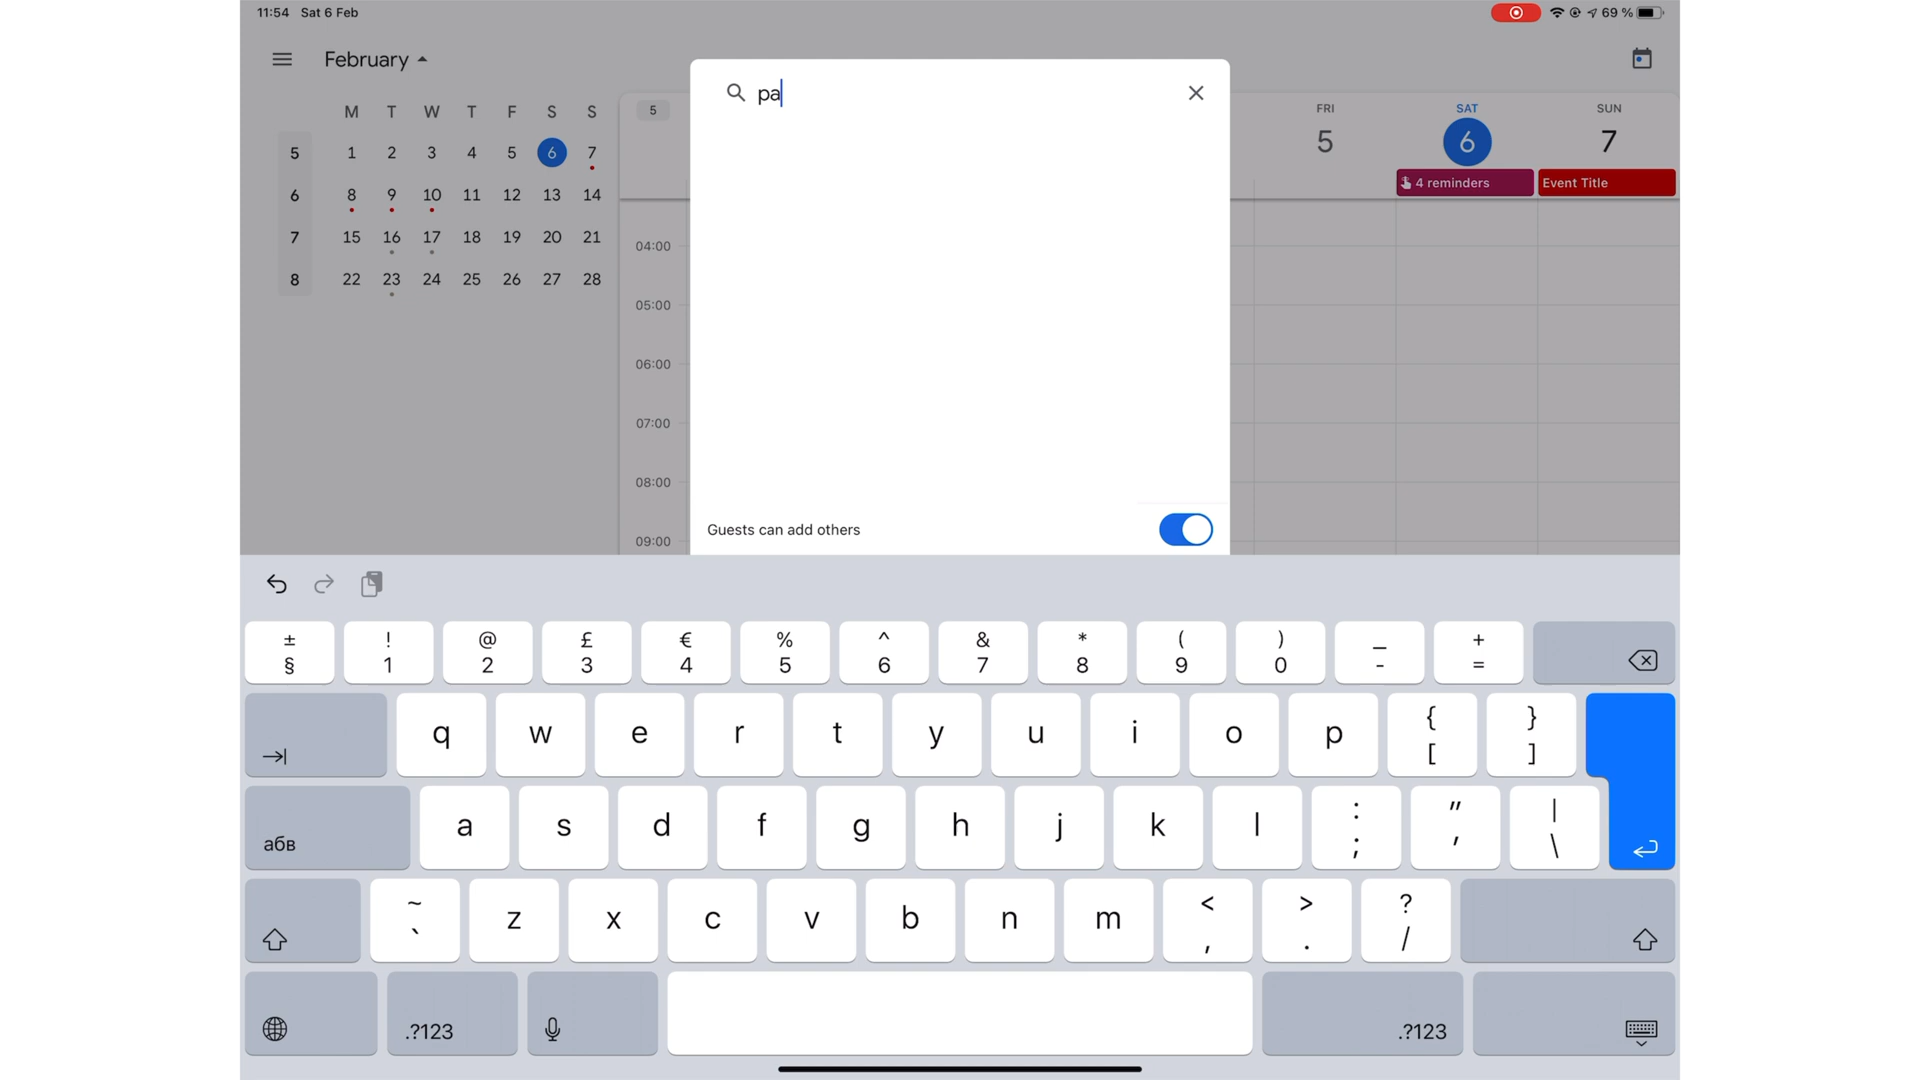 11:54 Sat 6 Feb
69 %
February
M T W T F S S
5 1 2 3 4 5 6 7
6 8 9 10 11 12 13 14
7 15 16 17 18 19 20 21
8 22 23 24 25 26 27 28
5
pa
FRI SAT SUN
5 6 7
4 reminders Event Title
04:00
05:00
06:00
07:00
08:00
09:00
Guests can add others
± ! @ £ € % ^ & * ( ) _ +
§ 1 2 3 4 5 6 7 8 9 0 - =
q w e r t y u i o p { }
[ ]
абв a s d f g h j k l : " |
; ' \
~ z x c v b n m < > ?
` , . /
.?123 .?123